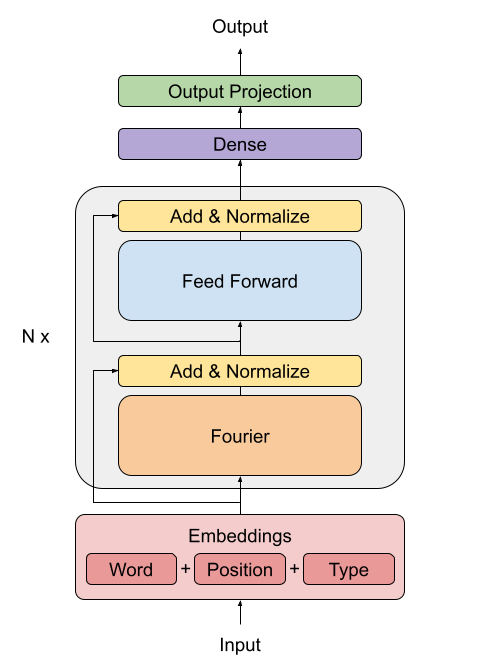 Output
Output Projection
Dense
Add & Normalize
Feed Forward
N x
Add & Normalize
Fourier
Embeddings
Word + Position + Type
Input